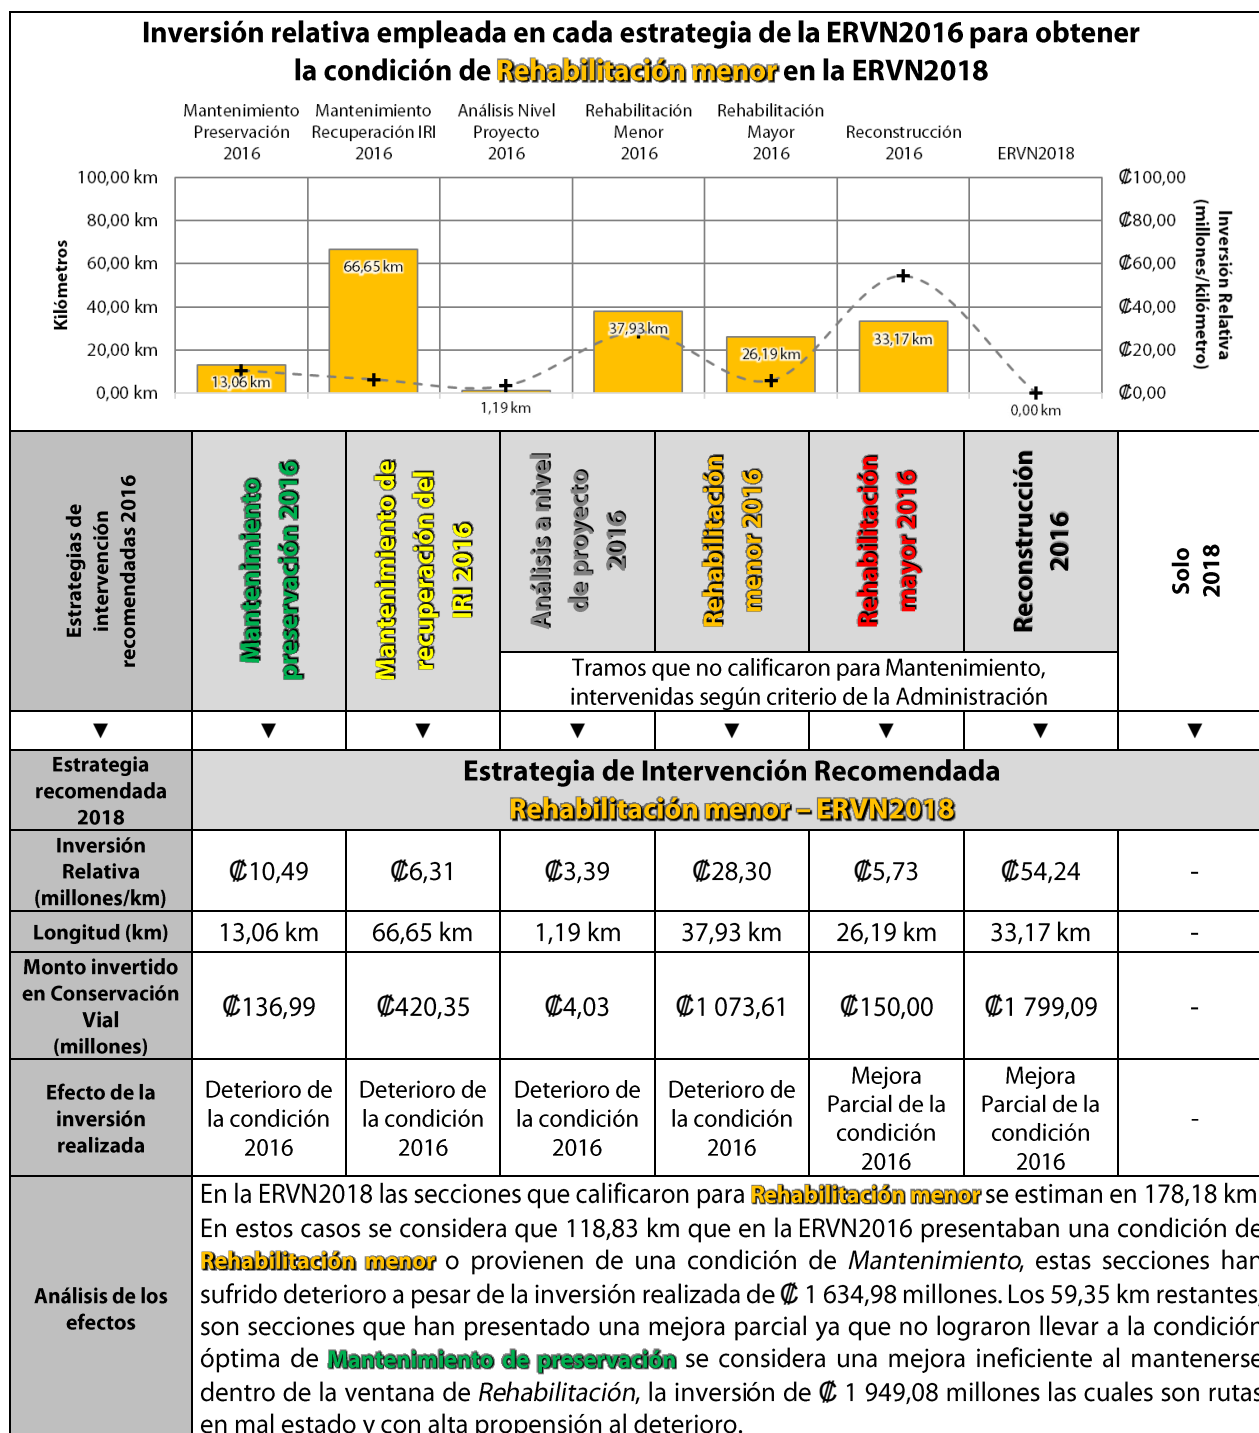 Inversión relativa empleada en cada estrategia de la ERVN2016 para obtener
la condición de Rehabilitación menor en la ERVN2018
Mantenimiento
Preservación
2016
Mantenimiento
Recuperación IRI
2016
Análisis Nivel
Proyecto
2016
Rehabilitación
Menor
2016
Rehabilitación
Mayor
2016
Reconstrucción
2016
ERVN2018
Kilómetros
100,00 km
80,00 km
60,00 km
40,00 km
20,00 km
0,00 km
13,06 km
66,65 km
1,19 km
37,93 km
26,19 km
33,17 km
0,00 km
₡100,00
₡80,00
₡60,00
₡40,00
₡20,00
₡0,00
Inversión Relativa
(millones/kilómetro)
Estrategias de
intervención
recomendadas 2016
Mantenimiento
preservación 2016
Mantenimiento de
recuperación del
IRI 2016
Análisis a nivel
de proyecto
2016
Rehabilitación
menor 2016
Rehabilitación
mayor 2016
Reconstrucción
2016
Solo
2018
Tramos que no calificaron para Mantenimiento,
intervenidas según criterio de la Administración
▼ ▼ ▼ ▼ ▼ ▼ ▼ ▼
Estrategia
recomendada
2018
Estrategia de Intervención Recomendada
Rehabilitación menor – ERVN2018
Inversión
Relativa
(millones/km)
₡10,49 ₡6,31 ₡3,39 ₡28,30 ₡5,73 ₡54,24 -
Longitud (km) 13,06 km 66,65 km 1,19 km 37,93 km 26,19 km 33,17 km -
Monto invertido
en Conservación
Vial
(millones)
₡136,99 ₡420,35 ₡4,03 ₡1 073,61 ₡150,00 ₡1 799,09 -
Efecto de la
inversión
realizada
Deterioro de
la condición
2016
Deterioro de
la condición
2016
Deterioro de
la condición
2016
Deterioro de
la condición
2016
Mejora
Parcial de la
condición
2016
Mejora
Parcial de la
condición
2016
-
Análisis de los
efectos
En la ERVN2018 las secciones que calificaron para Rehabilitación menor se estiman en 178,18 km
En estos casos se considera que 118,83 km que en la ERVN2016 presentaban una condición de
Rehabilitación menor o provienen de una condición de Mantenimiento, estas secciones han
sufrido deterioro a pesar de la inversión realizada de ₡ 1 634,98 millones. Los 59,35 km restantes,
son secciones que han presentado una mejora parcial ya que no lograron llevar a la condición
óptima de Mantenimiento de preservación se considera una mejora ineficiente al mantenerse
dentro de la ventana de Rehabilitación, la inversión de ₡ 1 949,08 millones las cuales son rutas
en mal estado y con alta propensión al deterioro.